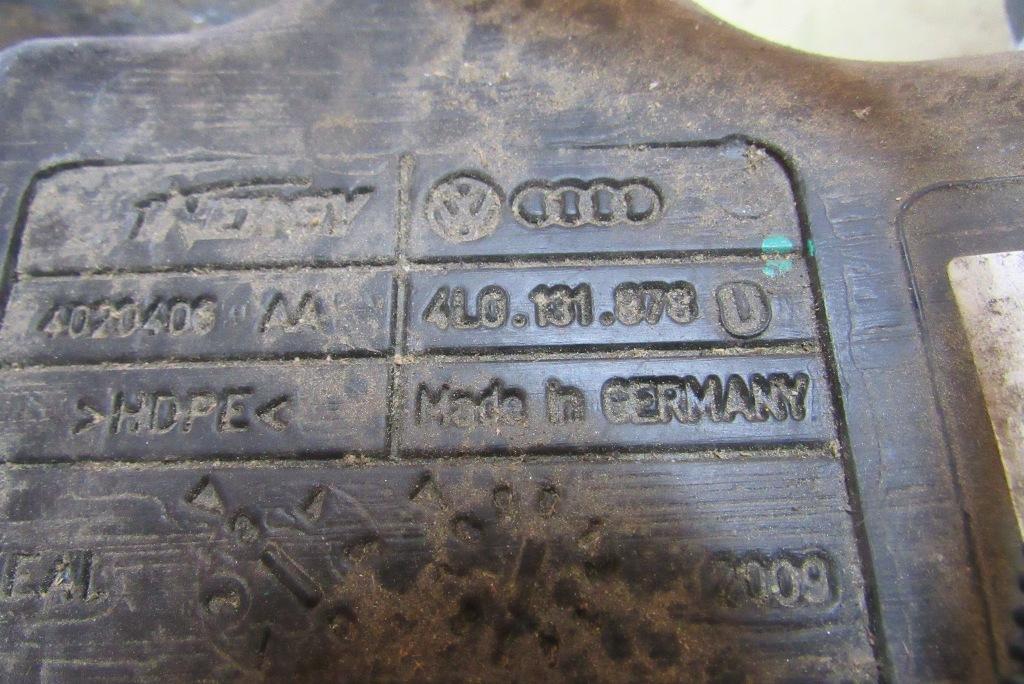 4020406 AA
4L0.131.878 U
>HDPE<
Made in GERMANY
2009